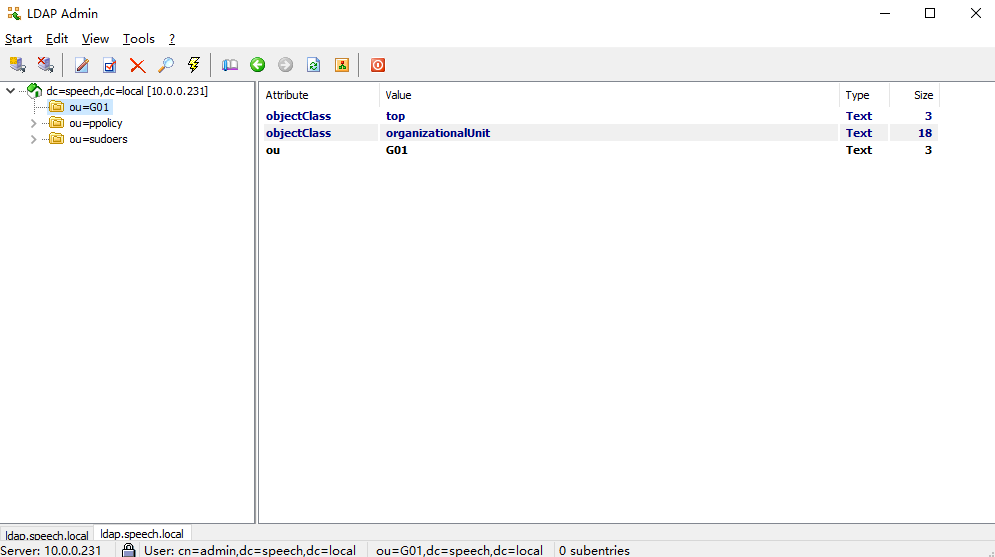 LDAP Admin
Start Edit View Tools ?
dc=speech,dc=local [10.0.0.231]
ou=G01
ou=ppolicy
ou=sudoers
Attribute Value Type Size
objectClass top Text 3
objectClass organizationalUnit Text 18
ou G01 Text 3
ldap.speech.local ldap.speech.local
Server: 10.0.0.231 User: cn=admin,dc=speech,dc=local ou=G01,dc=speech,dc=local 0 subentries